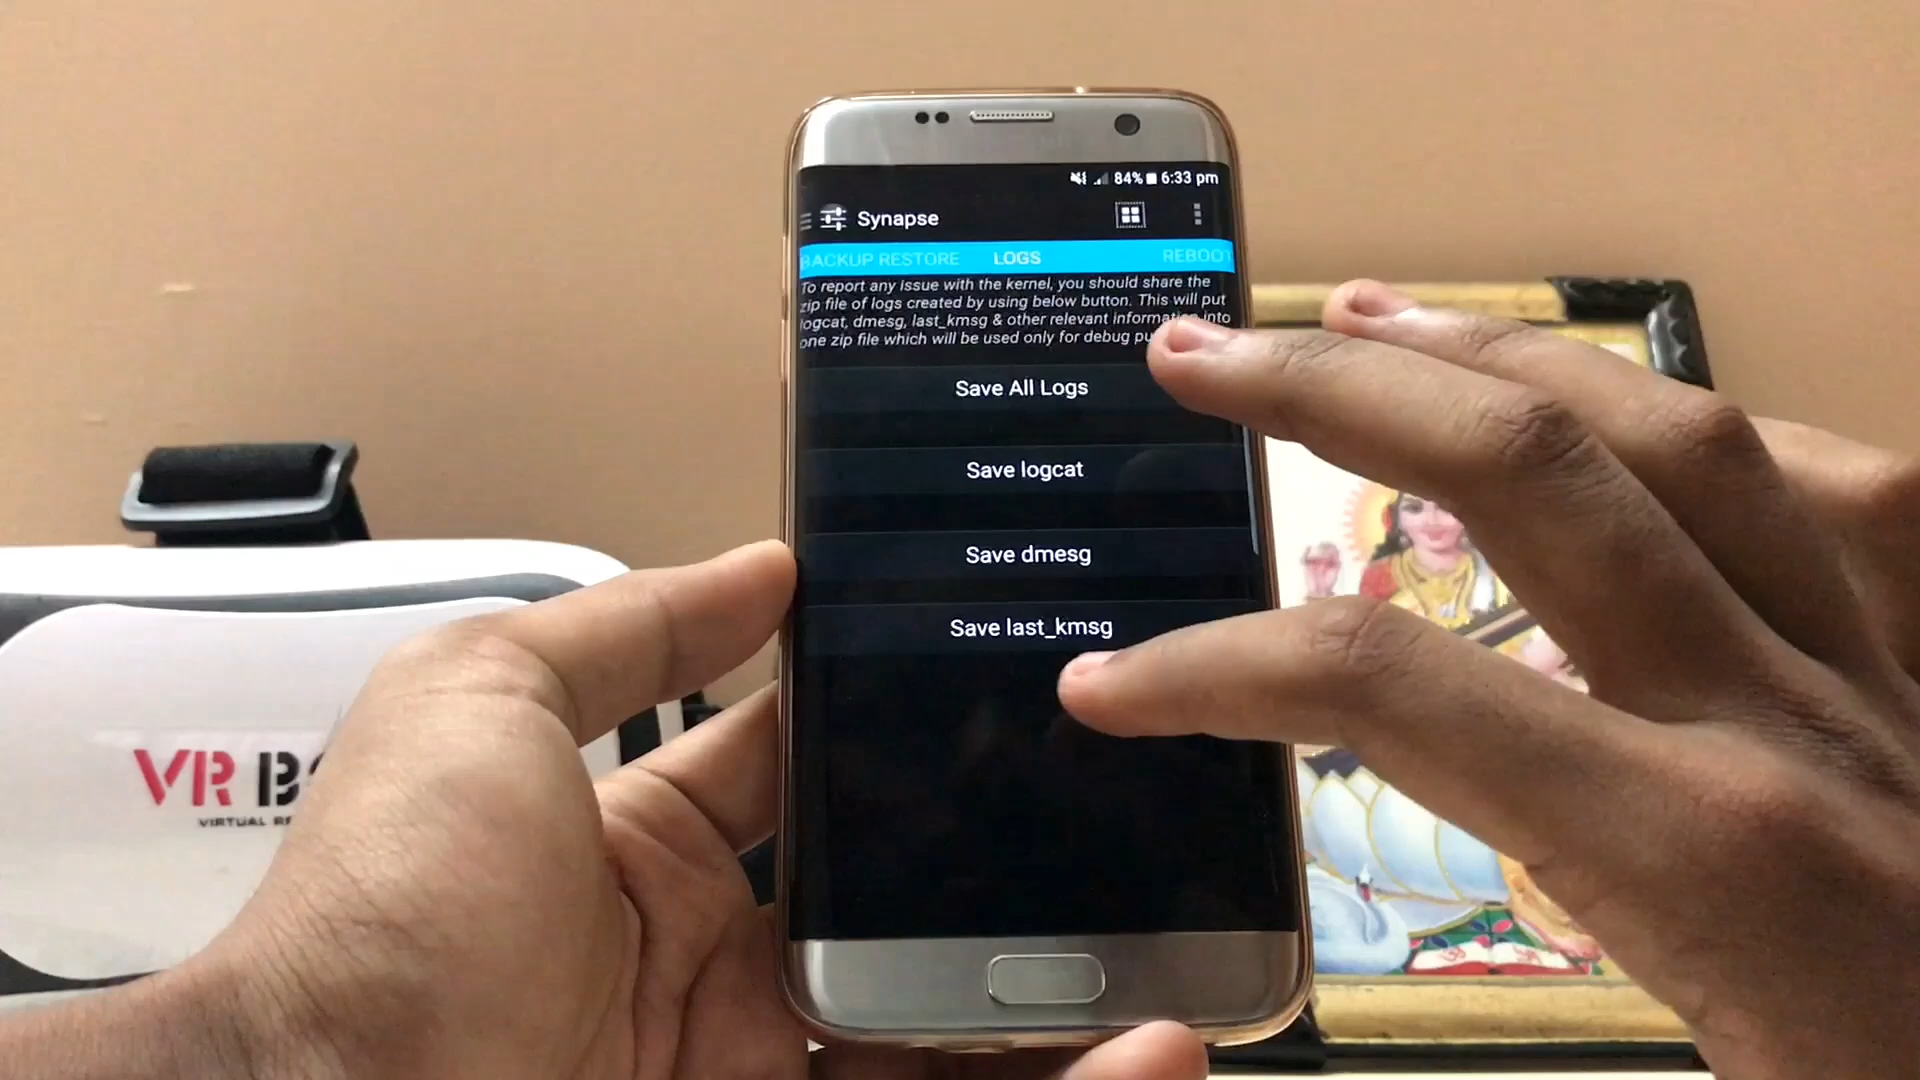 84% 6:33 pm
Synapse
BACKUP RESTORE LOGS REBOOT
To report any issue with the kernel, you should share the
zip file of logs created by using below button. This will put
logcat, dmesg, last_kmsg & other relevant information into
one zip file which will be used only for debug pu
Save All Logs
Save logcat
Save dmesg
Save last_kmsg
VR B
VIRTUAL RE